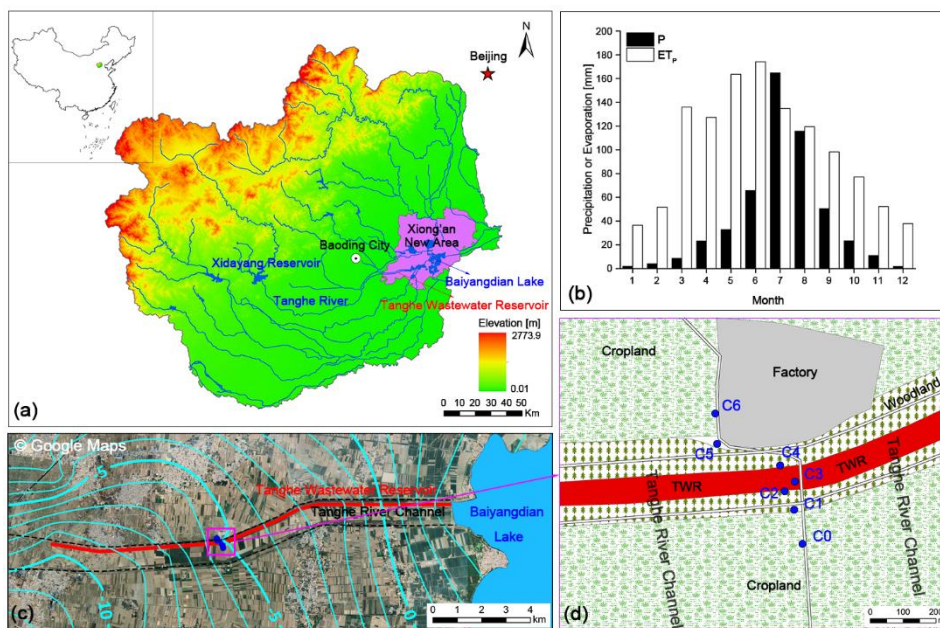 (a)
N
Beijing
Xiong'an
New Area
Baoding City
Xidayang Reservoir
Baiyangdian Lake
Tanghe River
Tanghe Wastewater Reservoir
Elevation [m]
2773.9
0.01
0 10 20 30 40 50
Km
(b)
Precipitation or Evaporation [mm]
200
180
160
140
120
100
80
60
40
20
0
P
ETP
1 2 3 4 5 6 7 8 9 10 11 12
Month
(c)
© Google Maps
5
Tanghe Wastewater Reservoir
Tanghe River Channel
Baiyangdian
Lake
-10
-5
0
0 1 2 3 4
km
(d)
Cropland
Factory
Woodland
C6
C5
C4
C3
TWR
TWR
C2
C1
C0
Tanghe River Channel
Tanghe River Channel
Cropland
0 100 200